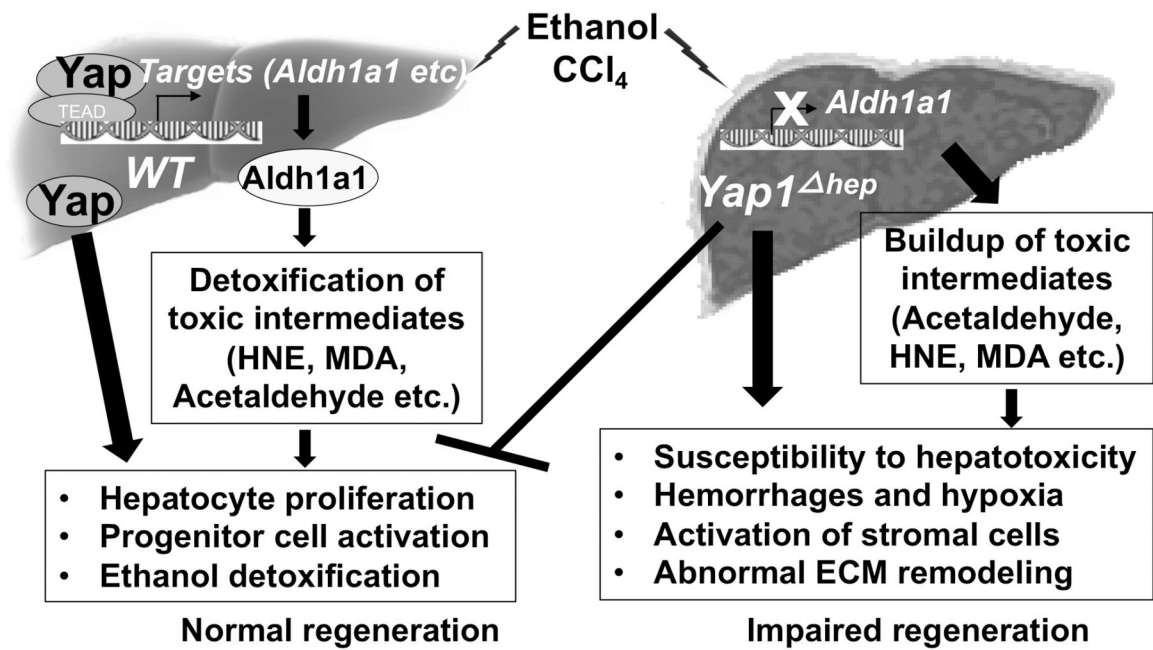 Ethanol
CCl₄
Yap
Targets (Aldh1a1 etc)
TEAD
WT
Aldh1a1
Yap
Detoxification of
toxic intermediates
(HNE, MDA,
Acetaldehyde etc.)
• Hepatocyte proliferation
• Progenitor cell activation
• Ethanol detoxification
Normal regeneration
X
Aldh1a1
Yap1△hep
Buildup of toxic
intermediates
(Acetaldehyde,
HNE, MDA etc.)
• Susceptibility to hepatotoxicity
• Hemorrhages and hypoxia
• Activation of stromal cells
• Abnormal ECM remodeling
Impaired regeneration